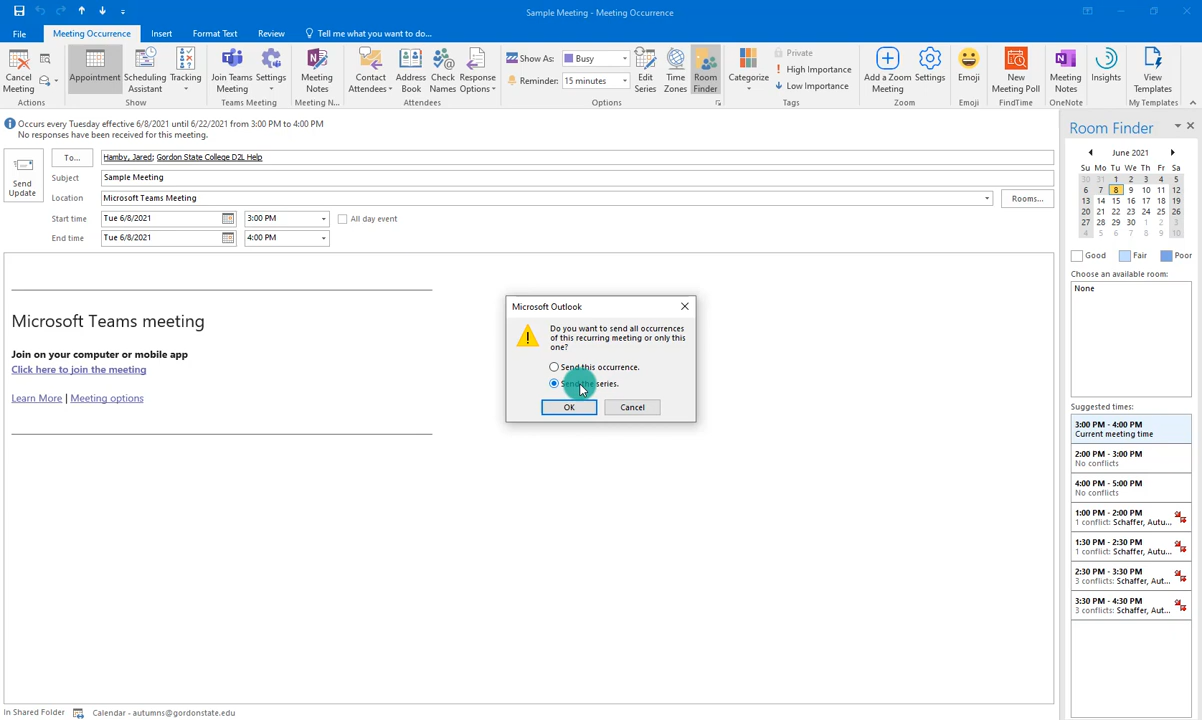 Sample Meeting - Meeting Occurrence
File Meeting Occurrence Insert Format Text Review Tell me what you want to do...
Cancel Meeting
Actions
Appointment
Scheduling Assistant
Tracking
Show
Join Teams Meeting
Settings
Teams Meeting
Meeting Notes
Meeting N...
Contact Attendees
Address Book
Check Names
Response Options
Attendees
Show As: Busy
Reminder: 15 minutes
Edit Series
Time Zones
Room Finder
Options
Categorize
Private
High Importance
Low Importance
Tags
Add a Zoom Meeting
Settings
Zoom
Emoji
Emoji
New Meeting Poll
FindTime
Meeting Notes
OneNote
Insights
View Templates
My Templates
Occurs every Tuesday effective 6/8/2021 until 6/22/2021 from 3:00 PM to 4:00 PM
No responses have been received for this meeting.
Send Update
To... Hamby, Jared; Gordon State College D2L Help
Subject Sample Meeting
Location Microsoft Teams Meeting Rooms...
Start time Tue 6/8/2021 3:00 PM All day event
End time Tue 6/8/2021 4:00 PM
Microsoft Teams meeting
Join on your computer or mobile app
Click here to join the meeting
Learn More | Meeting options
Microsoft Outlook
Do you want to send all occurrences
of this recurring meeting or only this
one?
Send this occurrence.
Send the series.
OK Cancel
Room Finder
June 2021
Su Mo Tu We Th Fr Sa
30 31 1 2 3 4 5
6 7 8 9 10 11 12
13 14 15 16 17 18 19
20 21 22 23 24 25 26
27 28 29 30 1 2 3
4 5 6 7 8 9 10
Good Fair Poor
Choose an available room:
None
Suggested times:
3:00 PM - 4:00 PM
Current meeting time
2:00 PM - 3:00 PM
No conflicts
4:00 PM - 5:00 PM
No conflicts
1:00 PM - 2:00 PM
1 conflict: Schaffer, Autu...
1:30 PM - 2:30 PM
1 conflict: Schaffer, Autu...
2:30 PM - 3:30 PM
3 conflicts: Schaffer, Aut...
3:30 PM - 4:30 PM
3 conflicts: Schaffer, Aut...
In Shared Folder Calendar - autumns@gordonstate.edu